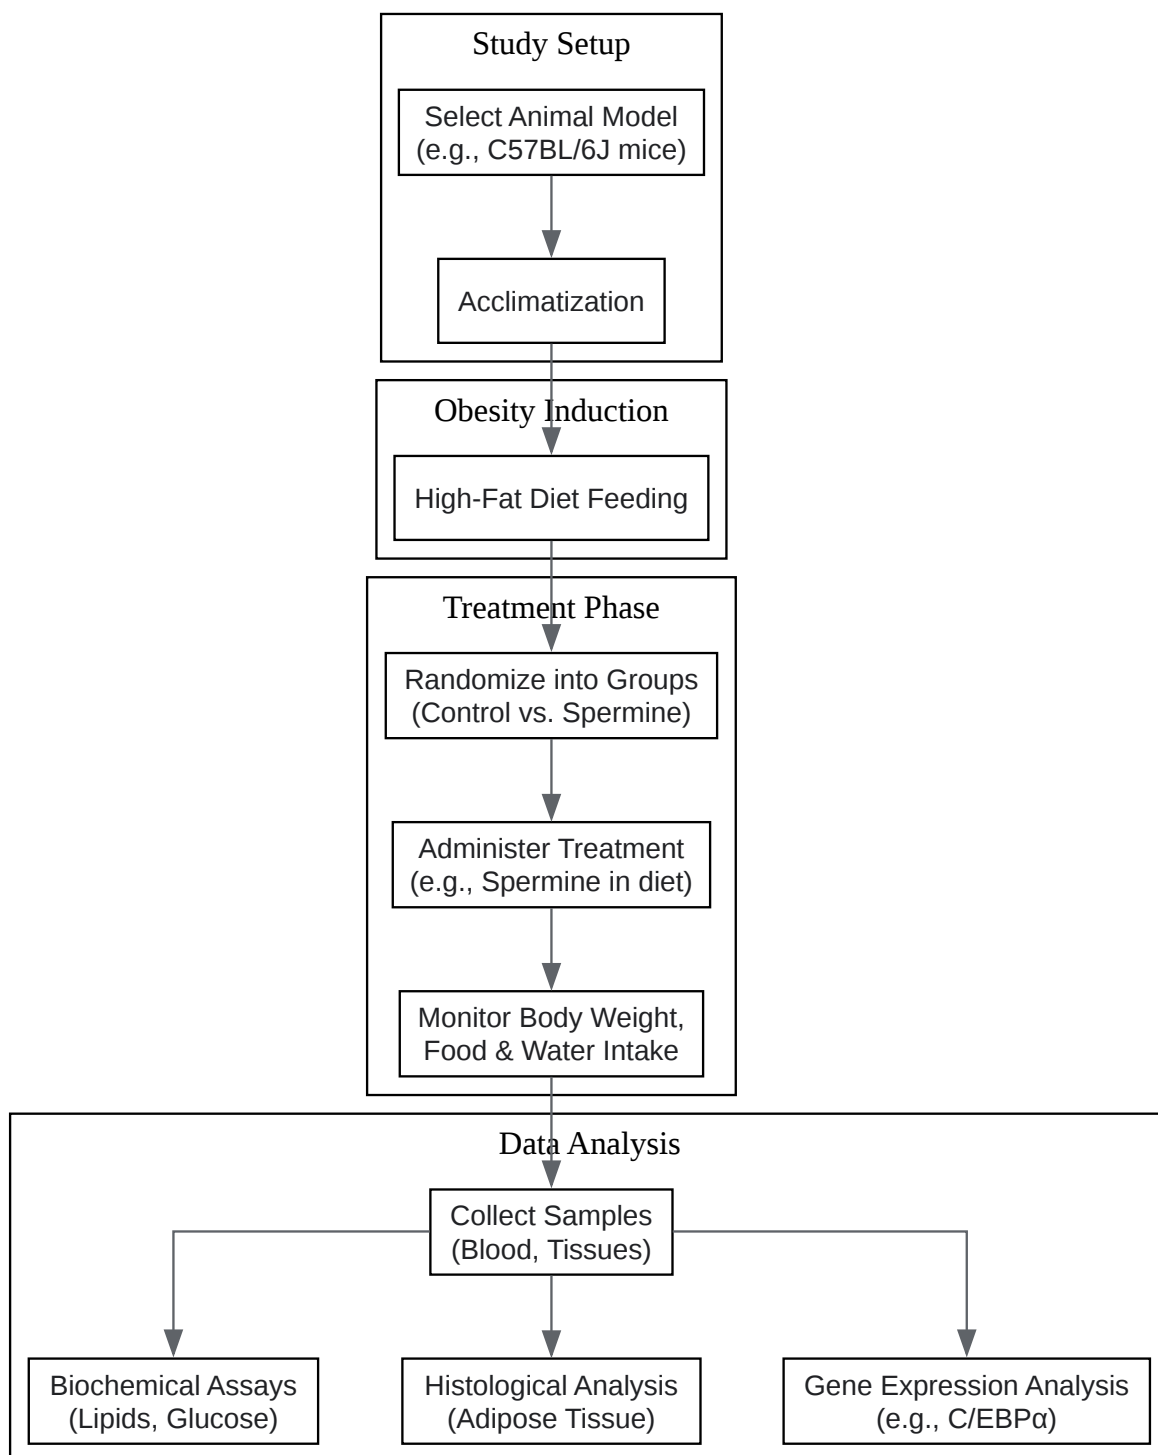 Study Setup
Select Animal Model
(e.g., C57BL/6J mice)
Acclimatization
Obesity Induction
High-Fat Diet Feeding
Treatment Phase
Randomize into Groups
(Control vs. Spermine)
Administer Treatment
(e.g., Spermine in diet)
Monitor Body Weight,
Food & Water Intake
Data Analysis
Collect Samples
(Blood, Tissues)
Biochemical Assays
(Lipids, Glucose)
Histological Analysis
(Adipose Tissue)
Gene Expression Analysis
(e.g., C/EBPα)